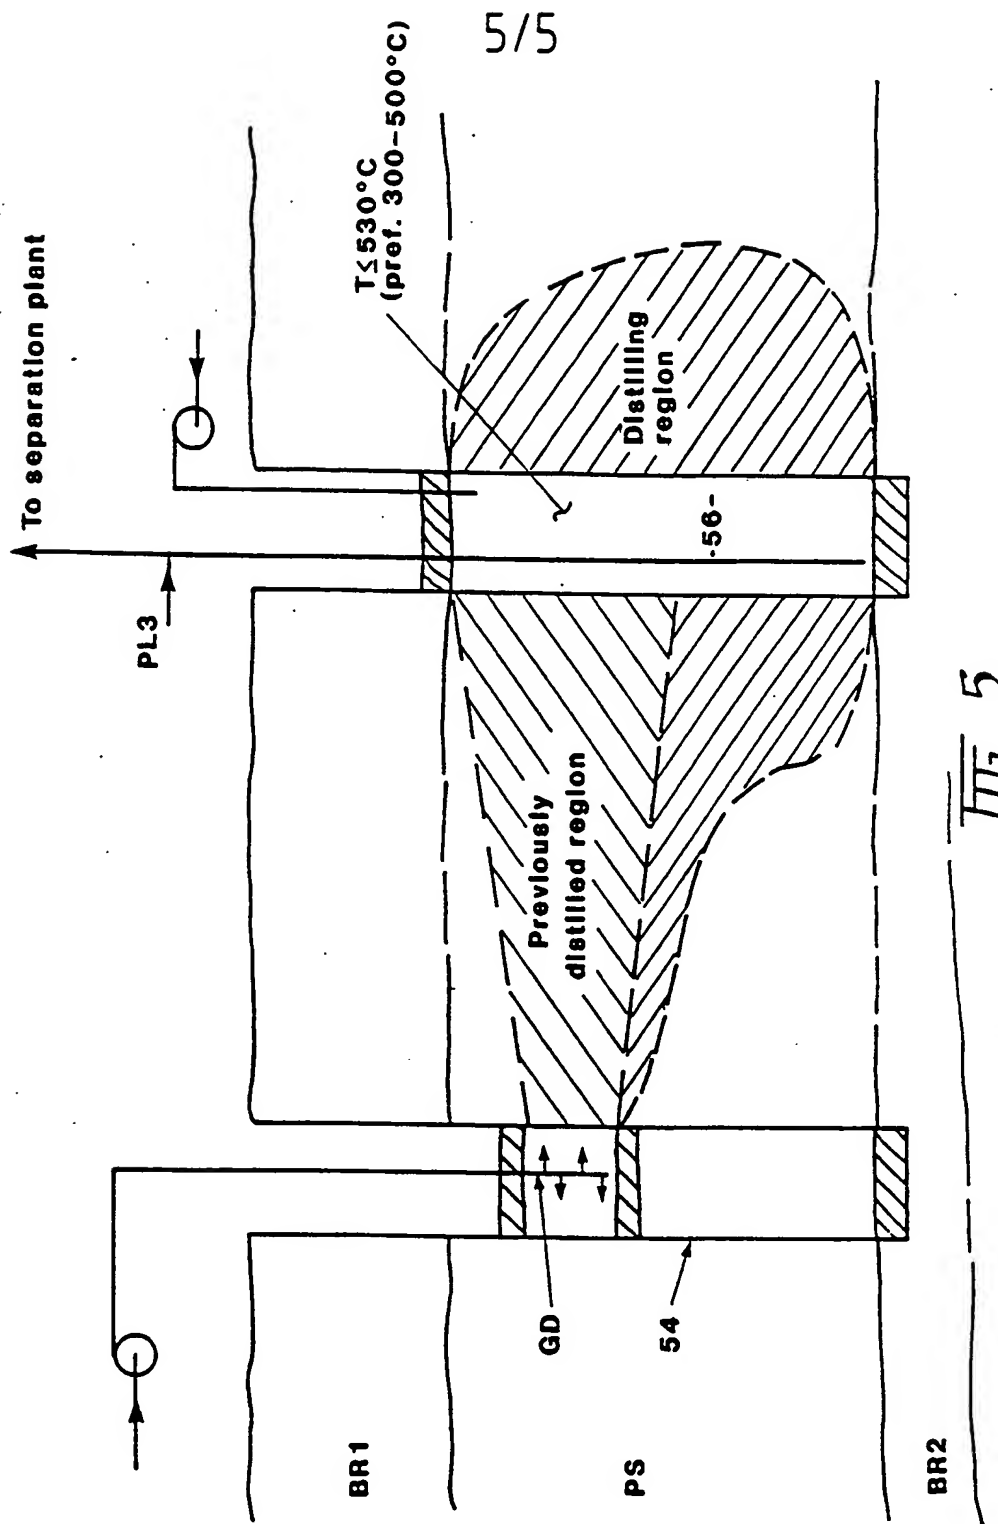 5/5
To separation plant
T≤530°C
(pref. 300-500°C)
PL3
Distilling
region
-56-
Previously
distilled region
GD
54
BR1
PS
BR2